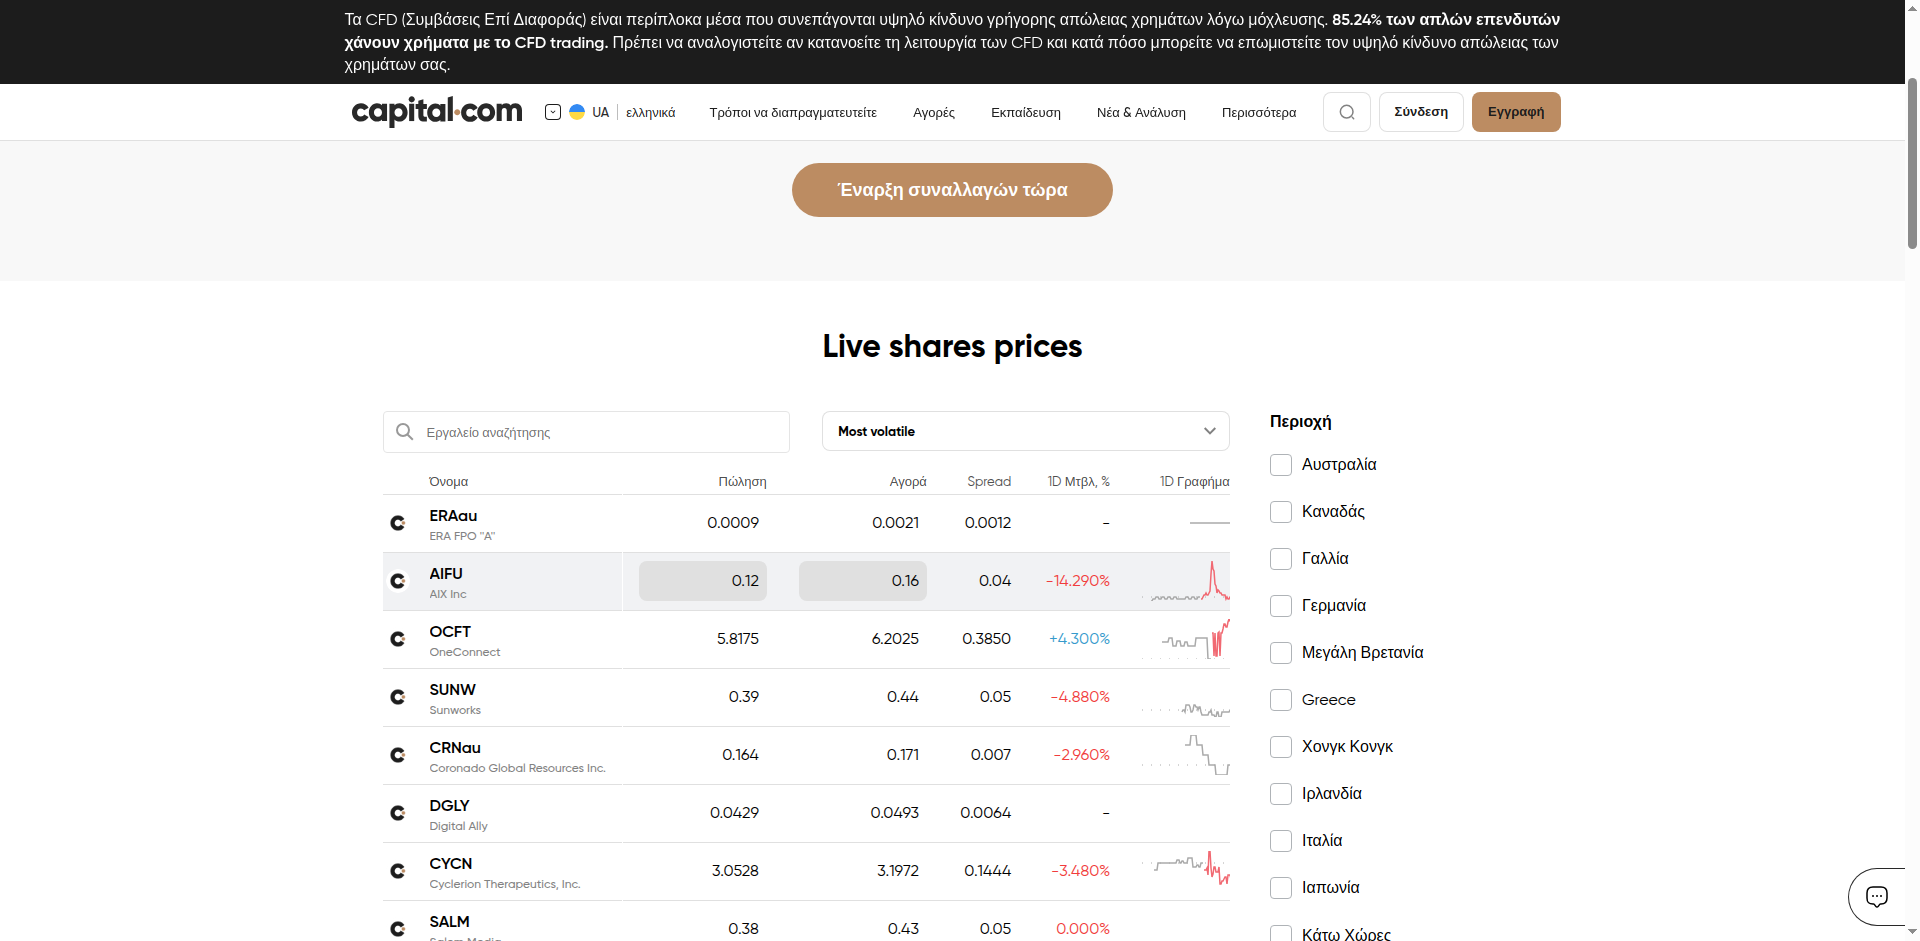 Τα CFD (Συμβάσεις Επί Διαφοράς) είναι περίπλοκα μέσα που συνεπάγονται υψηλό κίνδυνο γρήγορης απώλειας χρημάτων λόγω μόχλευσης. 85.24% των απλών επενδυτών
χάνουν χρήματα με το CFD trading. Πρέπει να αναλογιστείτε αν κατανοείτε τη λειτουργία των CFD και κατά πόσο μπορείτε να επωμιστείτε τον υψηλό κίνδυνο απώλειας των
χρημάτων σας.
capital.com UA ελληνικά Τρόποι να διαπραγματευτείτε Αγορές Εκπαίδευση Νέα & Ανάλυση Περισσότερα Σύνδεση Εγγραφή
Έναρξη συναλλαγών τώρα
Live shares prices
Εργαλείο αναζήτησης
Most volatile
Όνομα Πώληση Αγορά Spread 1D Μτβλ, % 1D Γραφήμα
ERAau 0.0009 0.0021 0.0012 -
ERA FPO "A"
AIFU 0.12 0.16 0.04 -14.290%
AIX Inc
OCFT 5.8175 6.2025 0.3850 +4.300%
OneConnect
SUNW 0.39 0.44 0.05 -4.880%
Sunworks
CRNau 0.164 0.171 0.007 -2.960%
Coronado Global Resources Inc.
DGLY 0.0429 0.0493 0.0064 -
Digital Ally
CYCN 3.0528 3.1972 0.1444 -3.480%
Cyclerion Therapeutics, Inc.
SALM 0.38 0.43 0.05 0.000%
Salem Media
Περιοχή
Αυστραλία
Καναδάς
Γαλλία
Γερμανία
Μεγάλη Βρετανία
Greece
Χονγκ Κονγκ
Ιρλανδία
Ιταλία
Ιαπωνία
Κάτω Χώρες